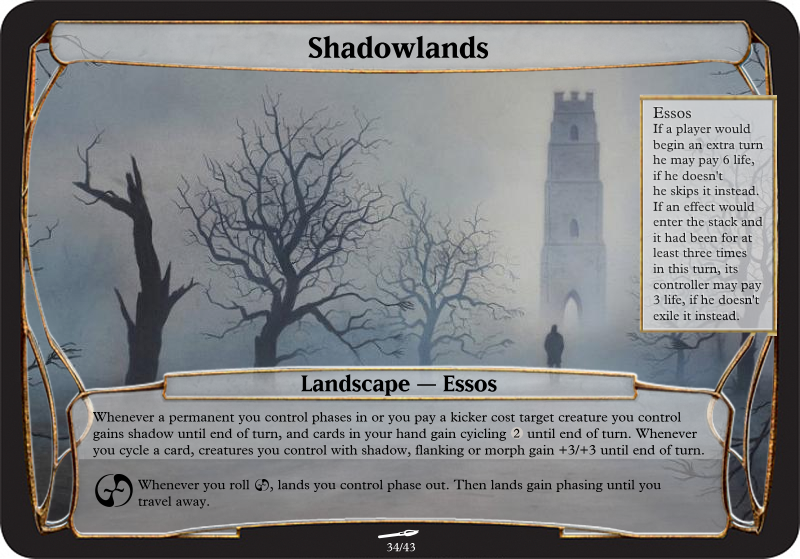 Shadowlands
Essos
If a player would
begin an extra turn
he may pay 6 life,
if he doesn't
he skips it instead.
If an effect would
enter the stack and
it had been for at
least three times
in this turn, its
controller may pay
3 life, if he doesn't
exile it instead.
Landscape — Essos
Whenever a permanent you control phases in or you pay a kicker cost target creature you control
gains shadow until end of turn, and cards in your hand gain cyicling 2 until end of turn. Whenever
you cycle a card, creatures you control with shadow, flanking or morph gain +3/+3 until end of turn.
Whenever you roll , lands you control phase out. Then lands gain phasing until you
travel away.
34/43